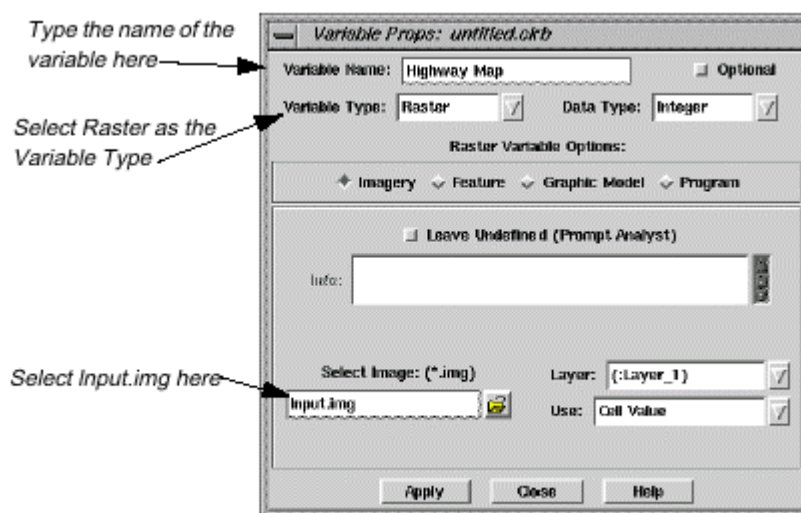 Type the name of the
variable here
Variable Props: untitled.ckb
Variable Name: Highway Map Optional
Variable Type: Raster Data Type: Integer
Select Raster as the
Variable Type
Raster Variable Options:
Imagery Feature Graphic Model Program
Leave Undefined (Prompt Analyst)
Info:
Select Input.img here
Select Image: (*.img) Layer: (:Layer_1)
Input.img Use: Cell Value
Apply Close Help